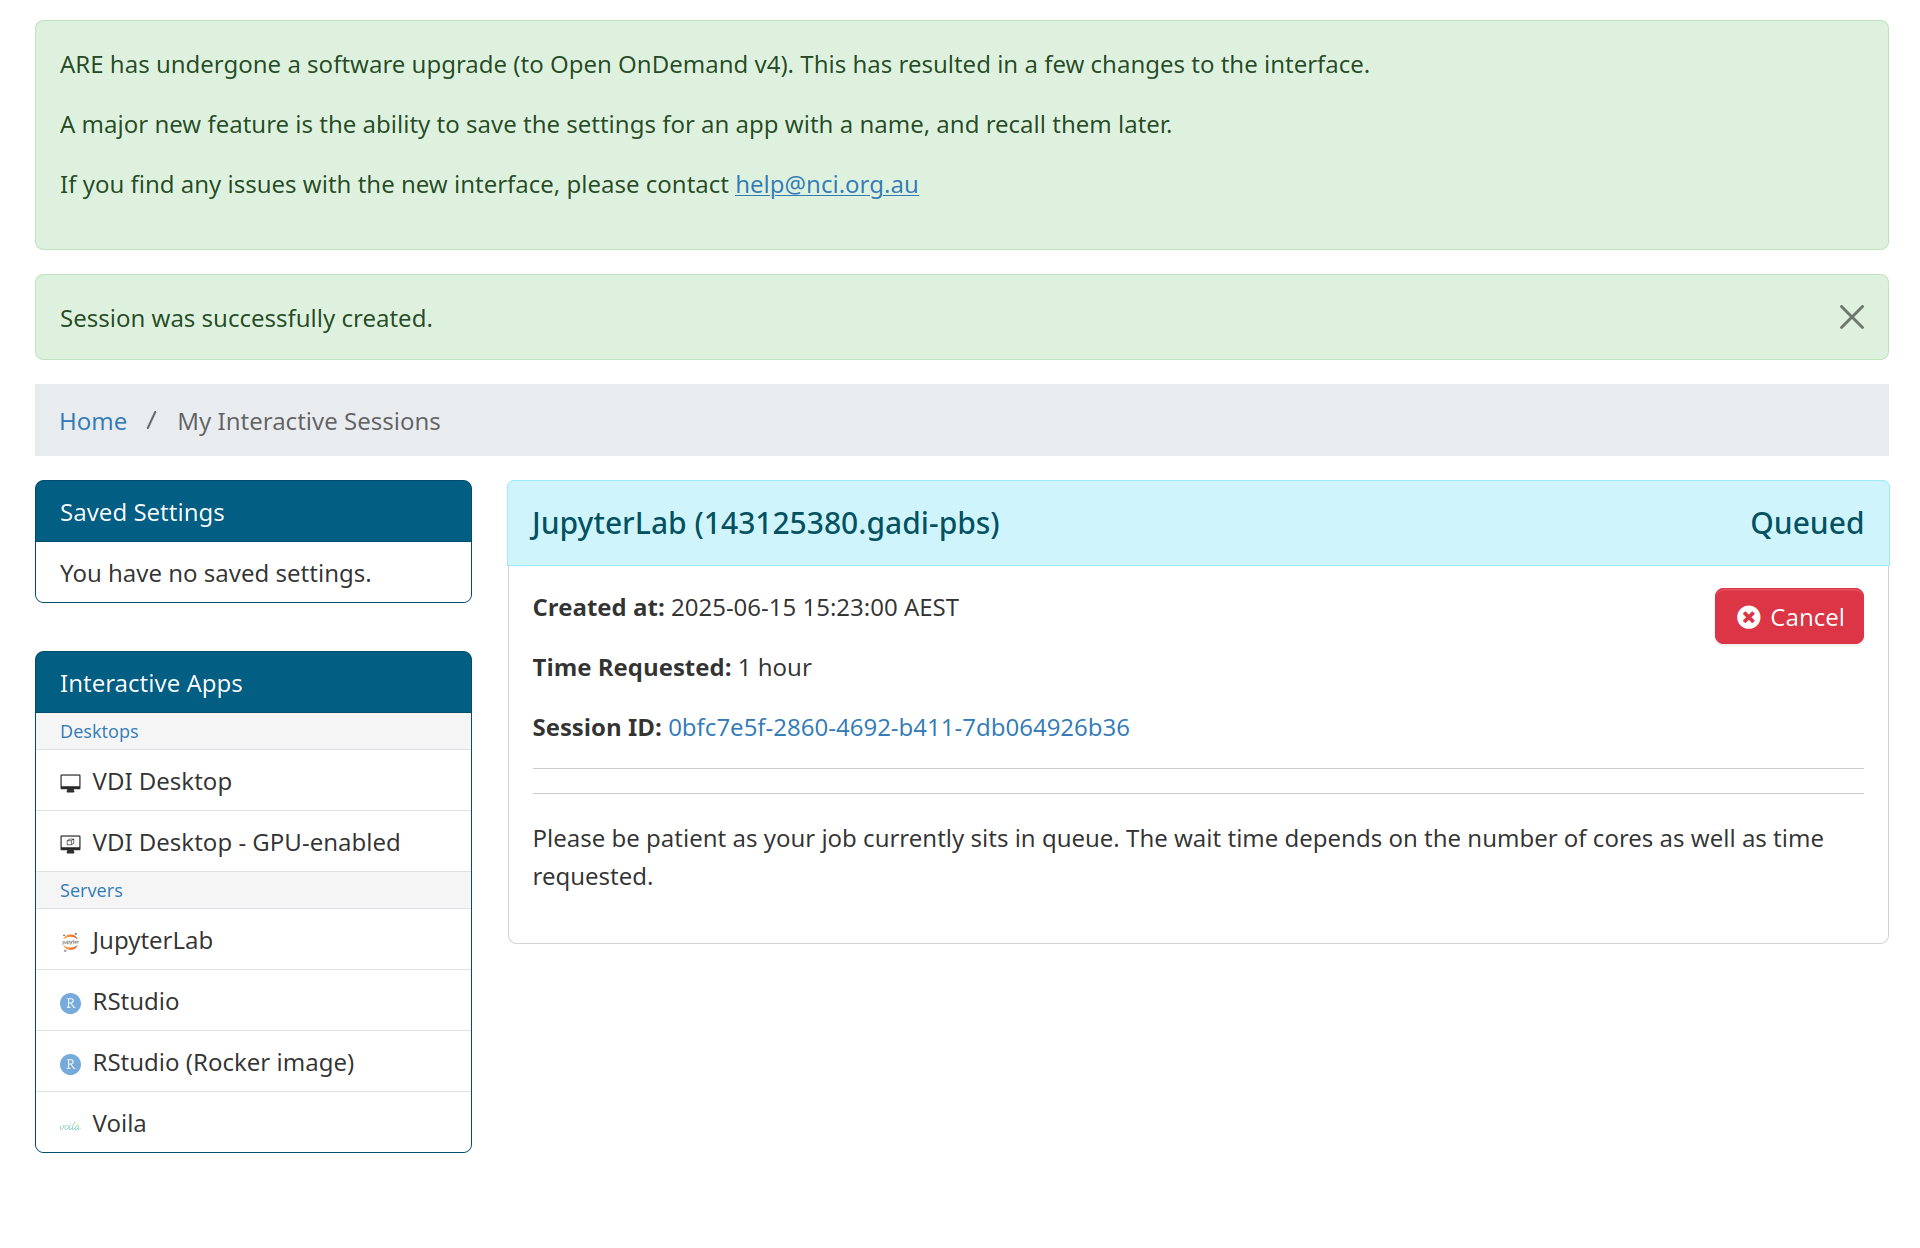 ARE has undergone a software upgrade (to Open OnDemand v4). This has resulted in a few changes to the interface.
A major new feature is the ability to save the settings for an app with a name, and recall them later.
If you find any issues with the new interface, please contact help@nci.org.au
Session was successfully created.
Home / My Interactive Sessions
Saved Settings
You have no saved settings.
Interactive Apps
Desktops
VDI Desktop
VDI Desktop - GPU-enabled
Servers
JupyterLab
RStudio
RStudio (Rocker image)
Voila
JupyterLab (143125380.gadi-pbs)
Queued
Created at: 2025-06-15 15:23:00 AEST
Cancel
Time Requested: 1 hour
Session ID: 0bfc7e5f-2860-4692-b411-7db064926b36
Please be patient as your job currently sits in queue. The wait time depends on the number of cores as well as time
requested.